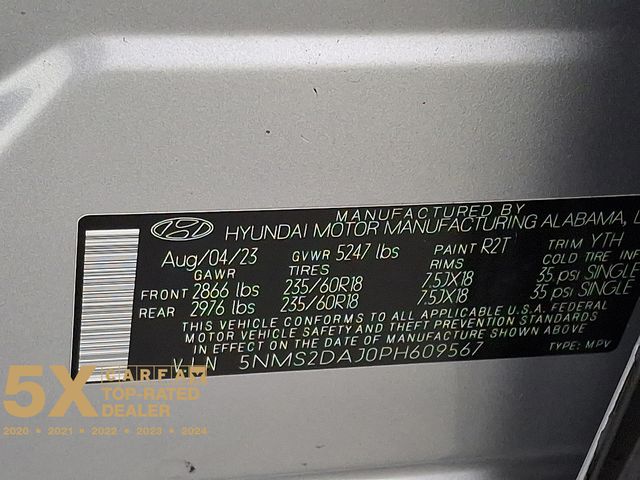 MANUFACTURED BY
HYUNDAI MOTOR MANUFACTURING ALABAMA,
Aug/04/23 GVWR 5247 lbs PAINT R2T TRIM YTH
GAWR TIRES RIMS COLD TIRE INF
FRONT 2866 lbs 235/60R18 7.5JX18 35 psi SINGLE
REAR 2976 lbs 235/60R18 7.5JX18 35 psi SINGLE
THIS VEHICLE CONFORMS TO ALL APPLICABLE U.S.A. FEDERAL
MOTOR VEHICLE SAFETY AND THEFT PREVENTION STANDARDS
IN EFFECT ON THE DATE OF MANUFACTURE SHOWN ABOVE.
V.I.N 5NMS2DAJ0PH609567 TYPE: MPV
5X CARFAX
TOP-RATED
DEALER
2020 • 2021 • 2022 • 2023 • 2024